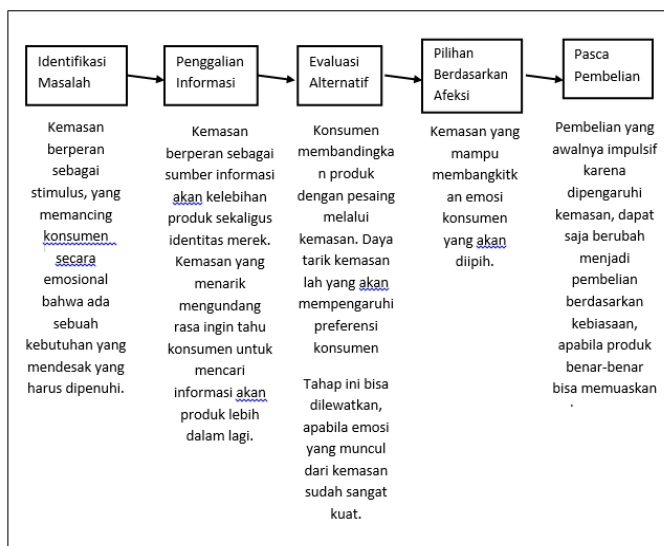 Identifikasi
Masalah
Penggalian
Informasi
Evaluasi
Alternatif
Pilihan
Berdasarkan
Afeksi
Pasca
Pembelian
Kemasan
berperan
sebagai
stimulus, yang
memancing
konsumen
secara
emosional
bahwa ada
sebuah
kebutuhan yang
mendesak yang
harus dipenuhi.
Kemasan
berperan sebagai
sumber informasi
akan kelebihan
produk sekaligus
identitas merek.
Kemasan yang
menarik
mengundang
rasa ingin tahu
konsumen untuk
mencari
informasi akan
produk lebih
dalam lagi.
Konsumen
membandingka
n produk
dengan pesaing
melalui
kemasan. Daya
tarik kemasan
lah yang akan
mempengaruhi
preferensi
konsumen
Tahap ini bisa
dilewatkan,
apabila emosi
yang muncul
dari kemasan
sudah sangat
kuat.
Kemasan yang
mampu
membangkitk
an emosi
konsumen
yang akan
diipih.
Pembelian yang
awalnya impulsif
karena
dipengaruhi
kemasan, dapat
saja berubah
menjadi
pembelian
berdasarkan
kebiasaan,
apabila produk
benar-benar
bisa memuaskan
.